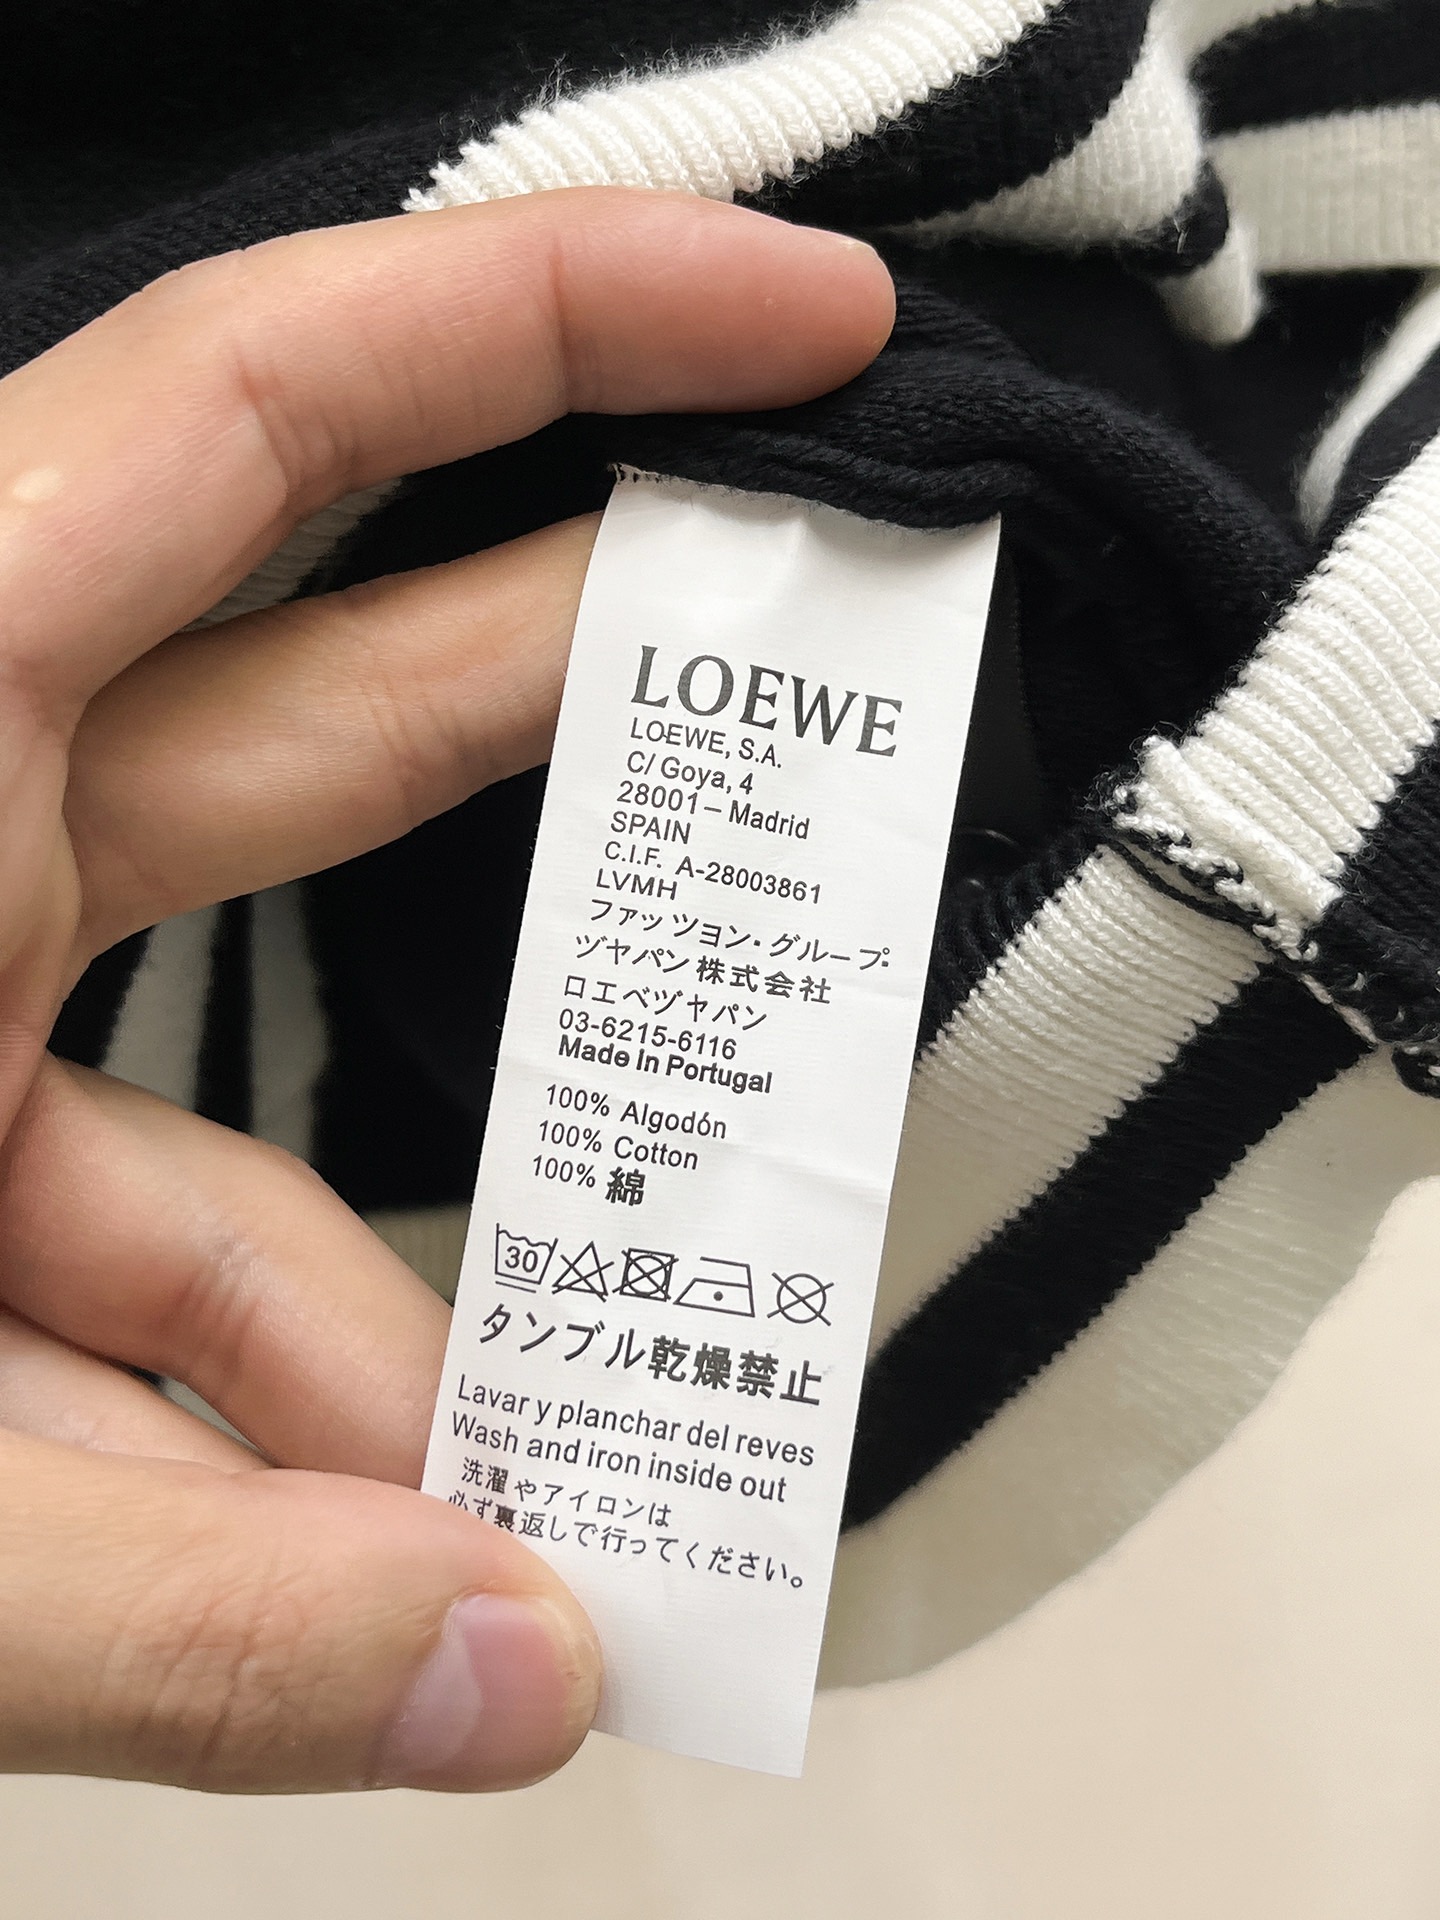 LOEWE
LOEWE, S.A.
C/ Goya, 4
28001 – Madrid
SPAIN
C.I.F. A-28003861
LVMH
ファッツヨン・グループ
ヅヤパン株式会社
ロエベヅヤパン
03-6215-6116
Made in Portugal
100% Algodón
100% Cotton
100% 綿
30
タンブル乾燥禁止
Lavar y planchar del reves
Wash and iron inside out
洗濯やアイロンは
必ず裏返しで行ってください。